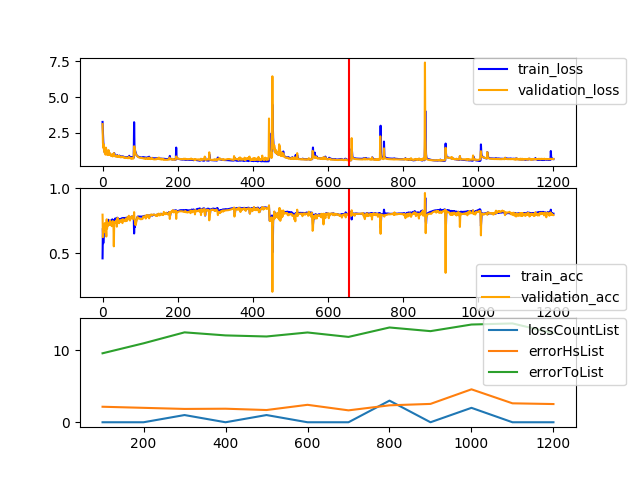 7.5
5.0
2.5
0 200 400 600 800 1000 1200
train_loss
validation_loss
1.0
0.5
0 200 400 600 800 1000 1200
train_acc
validation_acc
10
0
200 400 600 800 1000 1200
lossCountList
errorHsList
errorToList